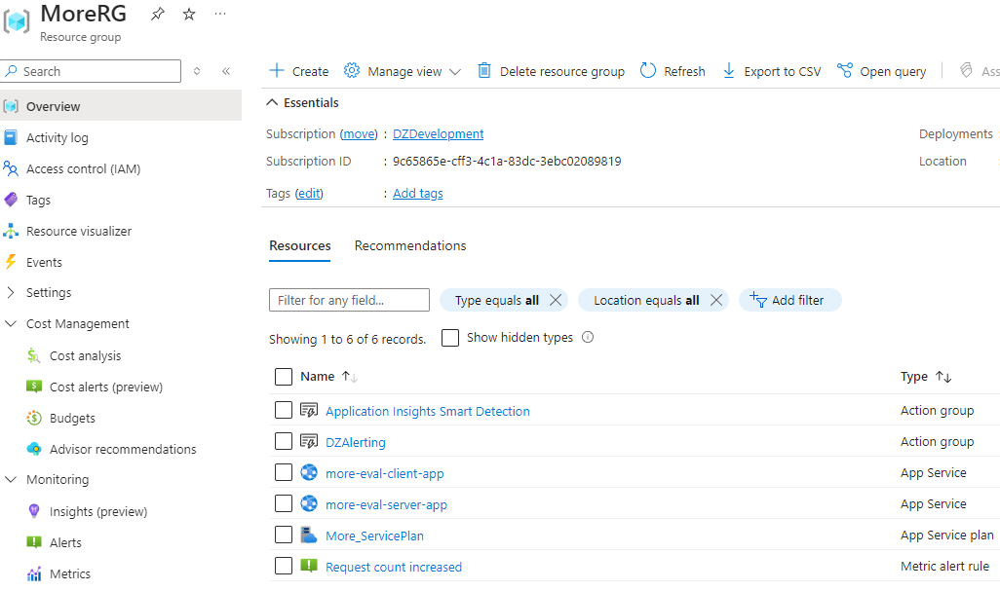 MoreRG
Resource group
Search
Overview
Activity log
Access control (IAM)
Tags
Resource visualizer
Events
Settings
Cost Management
Cost analysis
Cost alerts (preview)
Budgets
Advisor recommendations
Monitoring
Insights (preview)
Alerts
Metrics
Create Manage view Delete resource group Refresh Export to CSV Open query Ass
Essentials
Subscription (move) : DZDevelopment Deployments :
Subscription ID : 9c65865e-cff3-4c1a-83dc-3ebc02089819 Location :
Tags (edit) : Add tags
Resources Recommendations
Filter for any field... Type equals all Location equals all Add filter
Showing 1 to 6 of 6 records. Show hidden types
Name Type
Application Insights Smart Detection Action group
DZAlerting Action group
more-eval-client-app App Service
more-eval-server-app App Service
More_ServicePlan App Service plan
Request count increased Metric alert rule